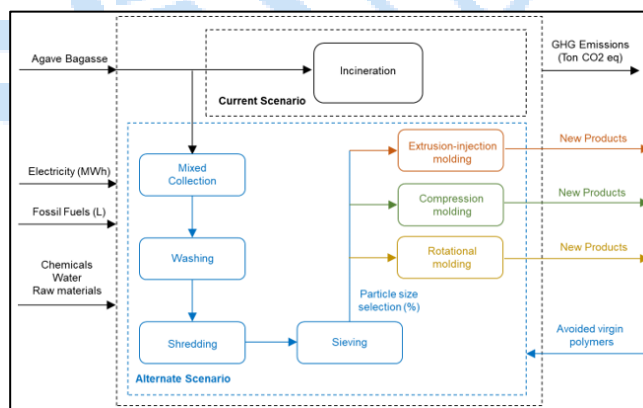 GHG Emissions
(Ton CO2 eq)
Agave Bagasse
Incineration
Current Scenario
Extrusion-injection
molding
New Products
Mixed
Collection
Electricity (MWh)
Compression
molding
New Products
Fossil Fuels (L)
Washing
Rotational
molding
New Products
Chemicals
Water
Raw materials
Particle size
selection (%)
Shredding
Sieving
Avoided virgin
polymers
Alternate Scenario